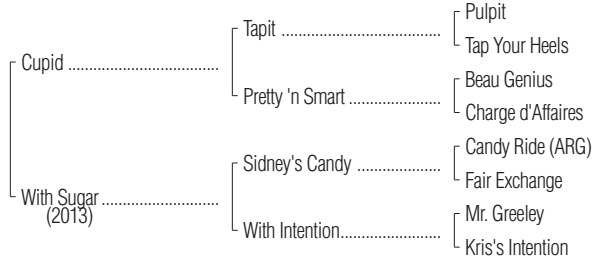 Pulpit
Tapit ........................................
Tap Your Heels
Cupid ...................................
Beau Genius
Pretty 'n Smart .....................
Charge d'Affaires
Candy Ride (ARG)
Sidney's Candy ....................
Fair Exchange
With Sugar...........................
(2013)
Mr. Greeley
With Intention.......................
Kris's Intention